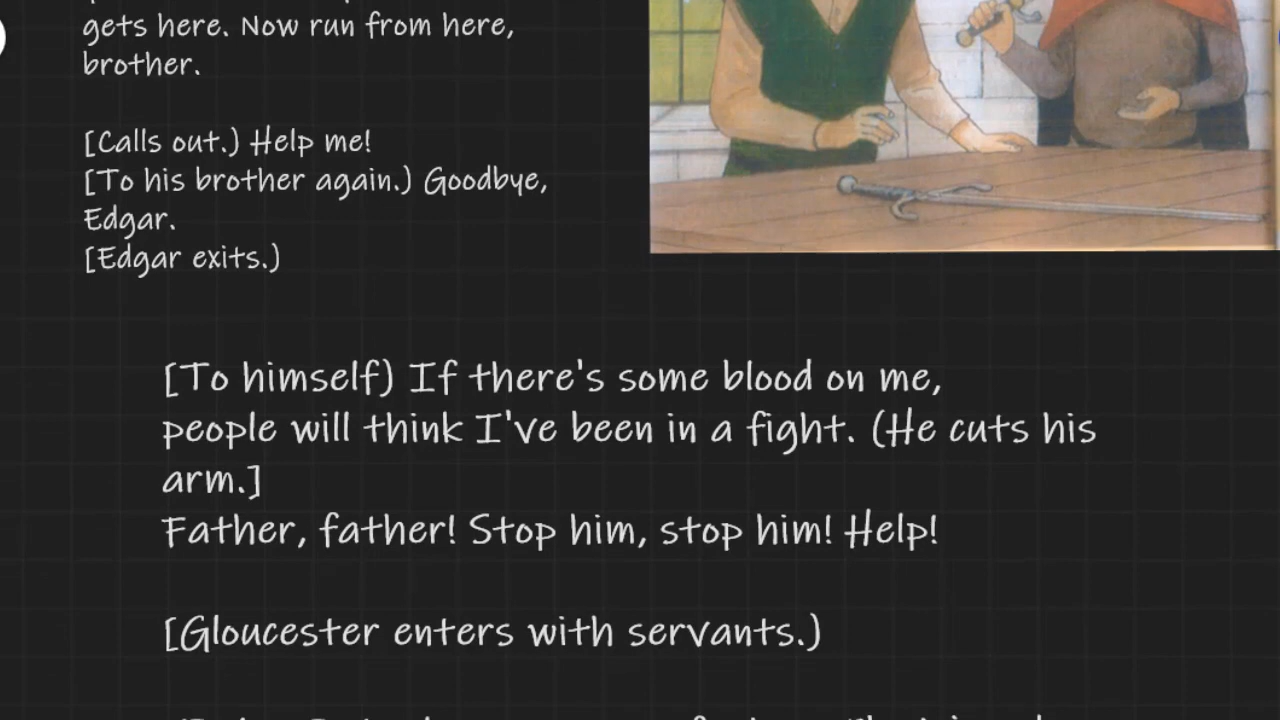 gets here. Now run from here,
brother.
[Calls out.) Help me!
[To his brother again.) Goodbye,
Edgar.
[Edgar exits.)
[To himself) If there's some blood on me,
people will think I've been in a fight. (He cuts his
arm.]
Father, father! Stop him, stop him! Help!
[Gloucester enters with servants.)